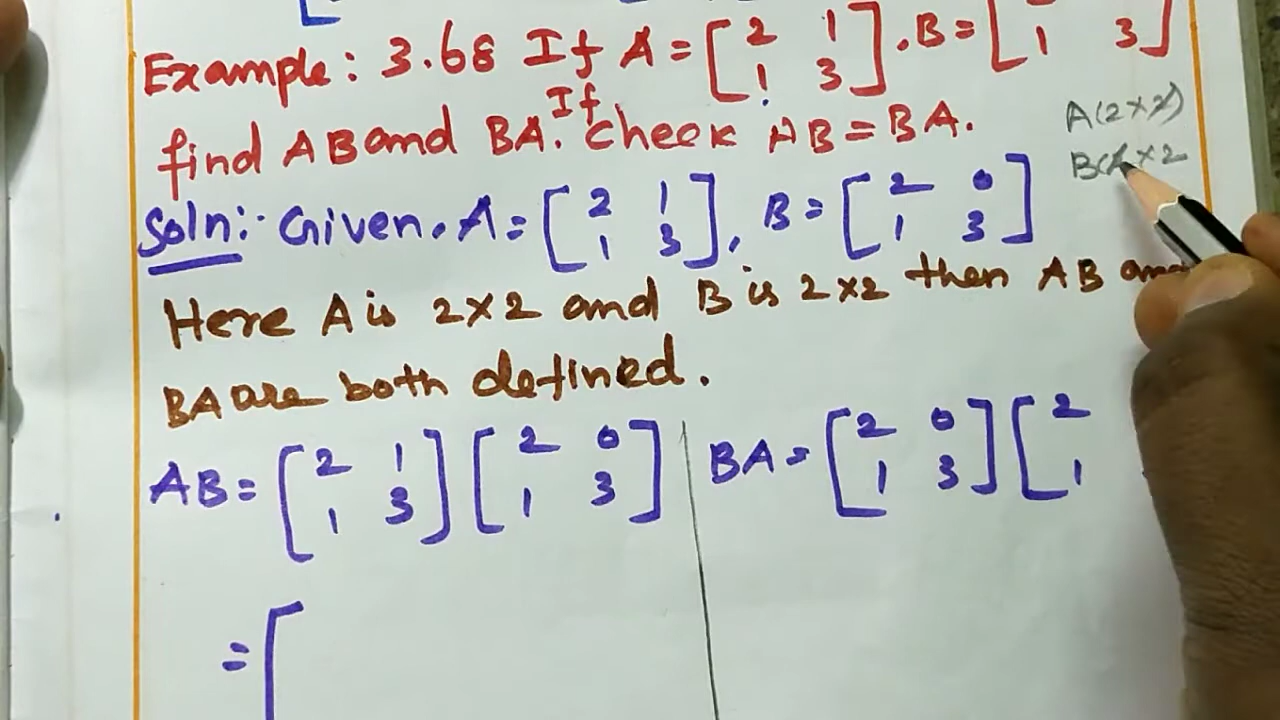 Example: 3.68 If A = [2 1 1 3], B = [1 3]
find AB and BA. If Check AB = BA.
A(2×2)
B(2×2
Soln:- Given. A = [2 1 1 3], B = [2 0 1 3]
Here A is 2×2 and B is 2×2 then AB and
BA are both defined.
AB = [2 1 1 3] [2 0 1 3]
BA = [2 0 1 3] [2 1
= [